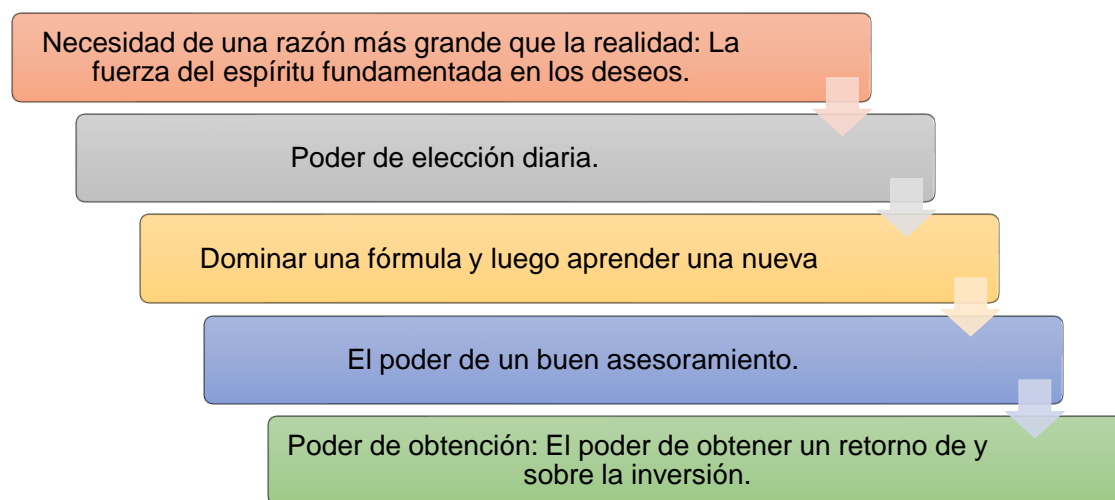 Necesidad de una razón más grande que la realidad: La
fuerza del espíritu fundamentada en los deseos.
Poder de elección diaria.
Dominar una fórmula y luego aprender una nueva
El poder de un buen asesoramiento.
Poder de obtención: El poder de obtener un retorno de y
sobre la inversión.